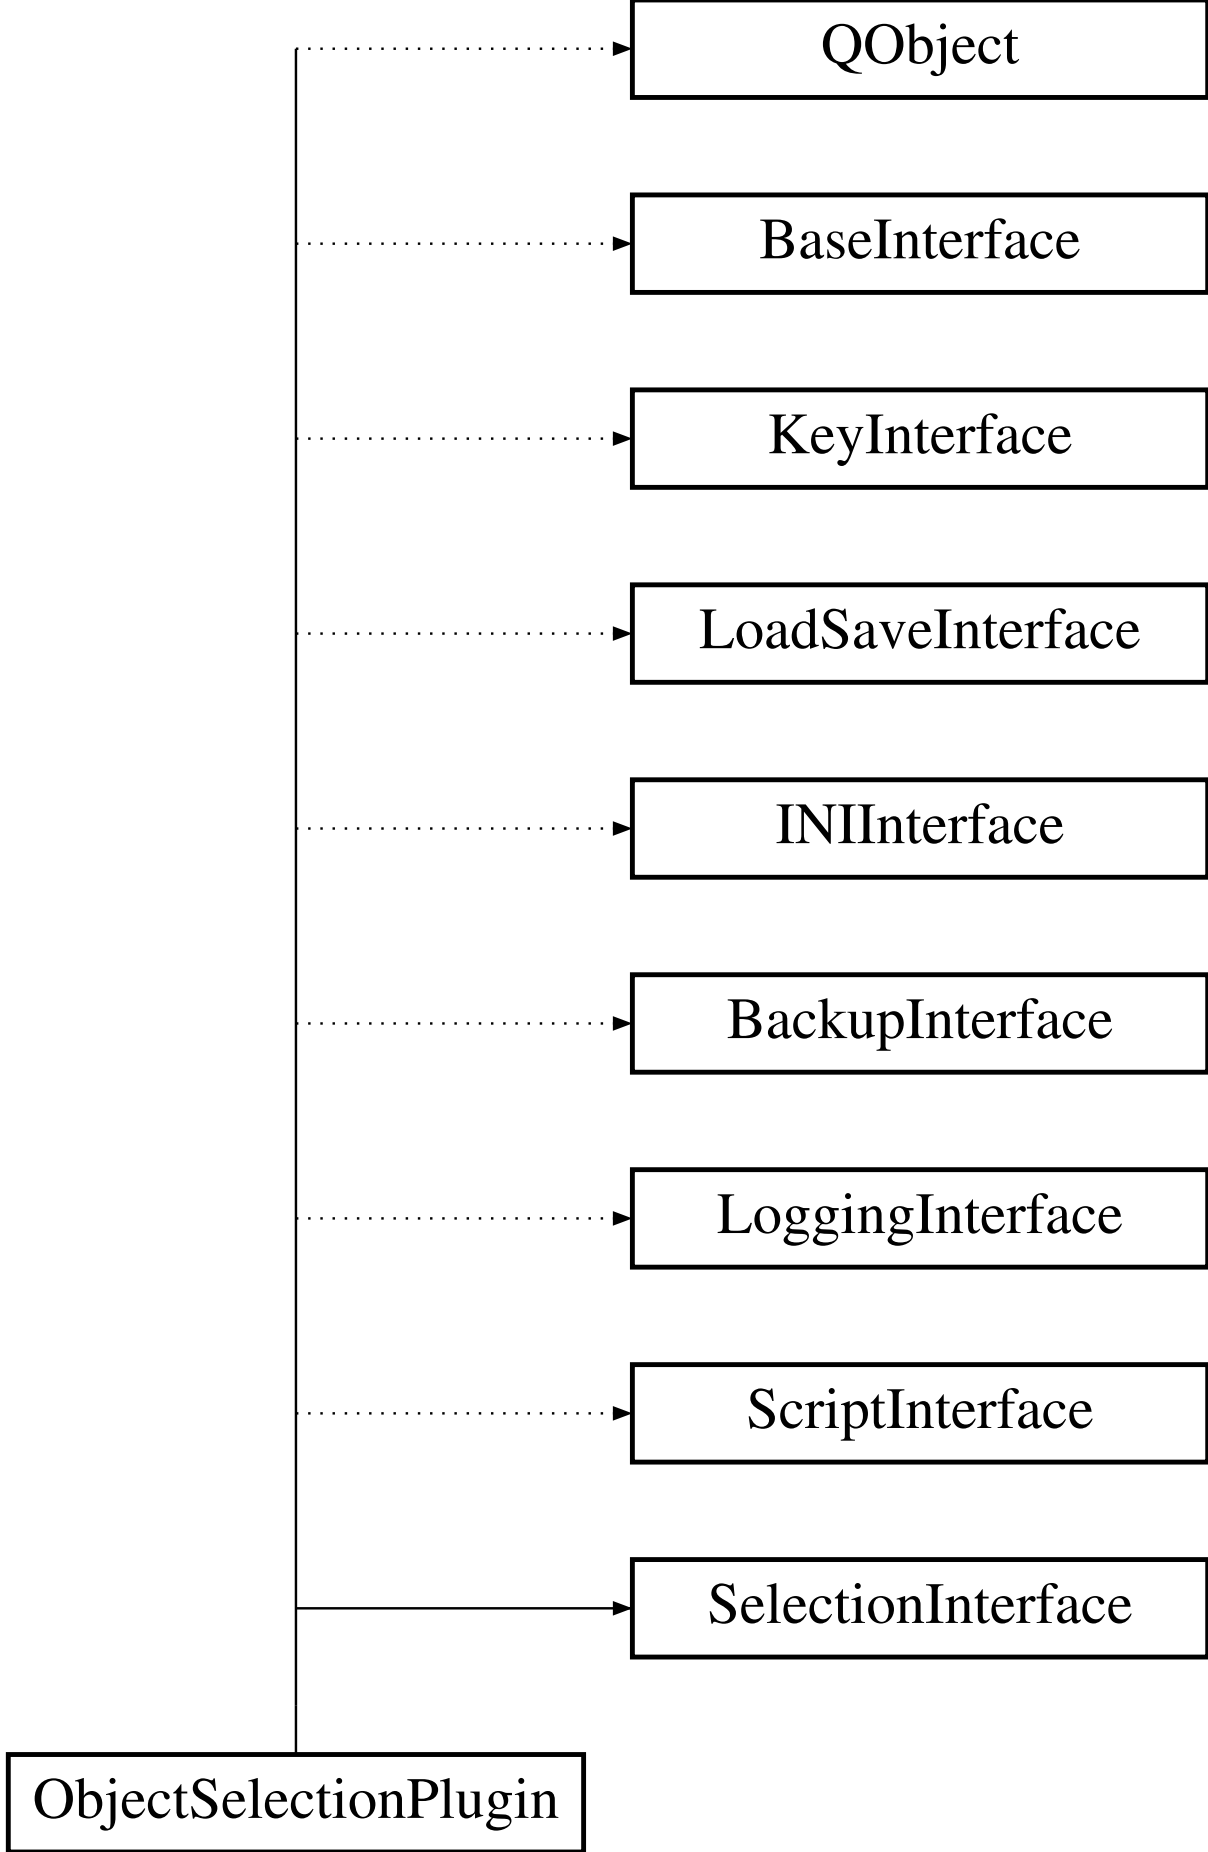 QObject
BaseInterface
KeyInterface
LoadSaveInterface
INIInterface
BackupInterface
LoggingInterface
ScriptInterface
SelectionInterface
ObjectSelectionPlugin